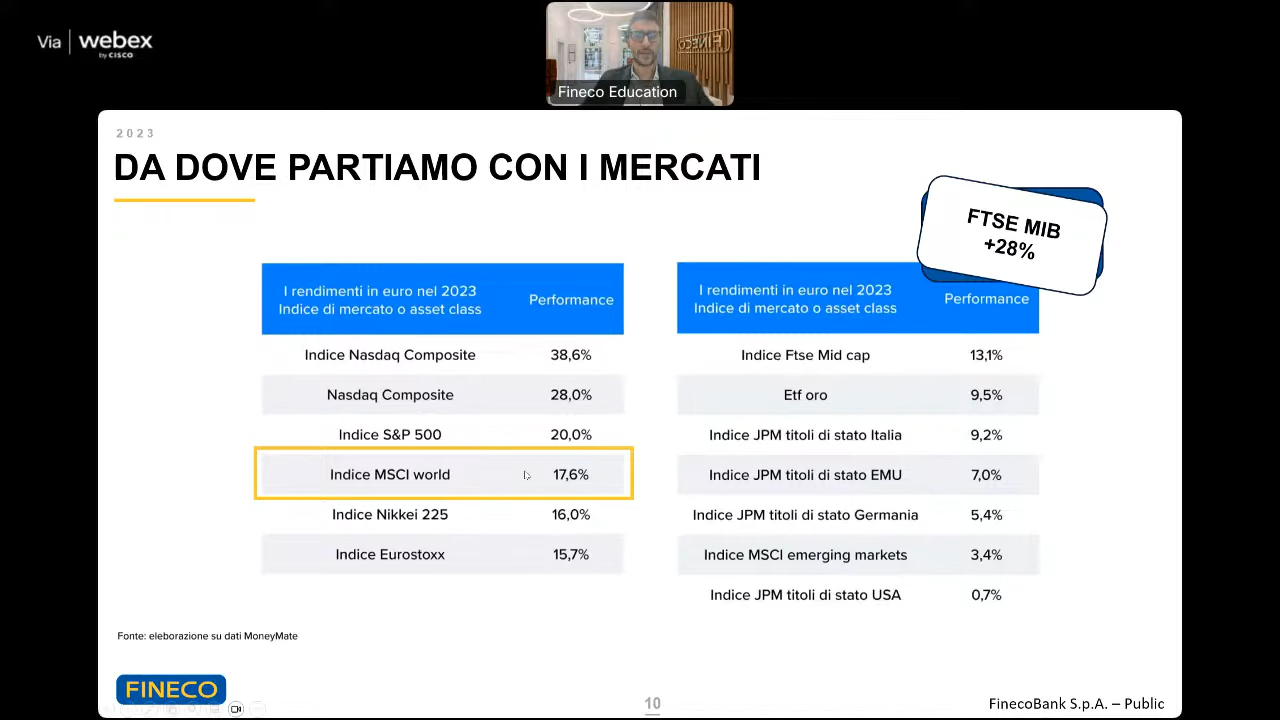 Via webex
by CISCO
FINECO
Fineco Education
2023
DA DOVE PARTIAMO CON I MERCATI
FTSE MIB
+28%
I rendimenti in euro nel 2023
Indice di mercato o asset class
Performance
Indice Nasdaq Composite 38,6%
Nasdaq Composite 28,0%
Indice S&P 500 20,0%
Indice MSCI world 17,6%
Indice Nikkei 225 16,0%
Indice Eurostoxx 15,7%
I rendimenti in euro nel 2023
Indice di mercato o asset class
Performance
Indice Ftse Mid cap 13,1%
Etf oro 9,5%
Indice JPM titoli di stato Italia 9,2%
Indice JPM titoli di stato EMU 7,0%
Indice JPM titoli di stato Germania 5,4%
Indice MSCI emerging markets 3,4%
Indice JPM titoli di stato USA 0,7%
Fonte: eleborazione su dati MoneyMate
FINECO
10
FinecoBank S.p.A. – Public